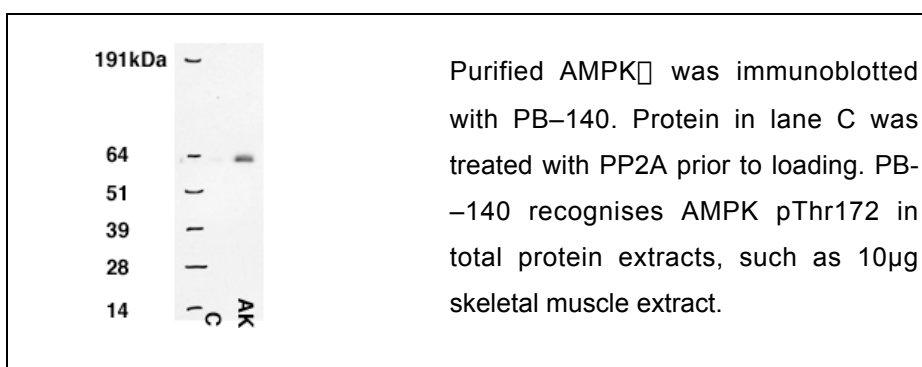 191kDa
64
51
39
28
14
C AK
Purified AMPK▯ was immunoblotted
with PB–140. Protein in lane C was
treated with PP2A prior to loading. PB-
–140 recognises AMPK pThr172 in
total protein extracts, such as 10µg
skeletal muscle extract.